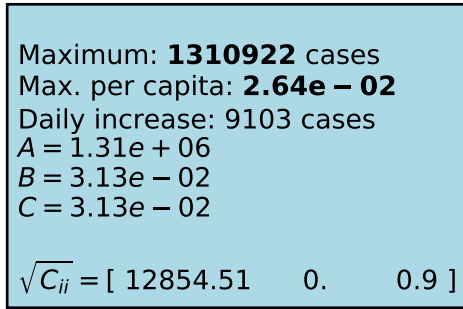 Maximum: 1310922 cases
Max. per capita: 2.64e − 02
Daily increase: 9103 cases
A = 1.31e + 06
B = 3.13e − 02
C = 3.13e − 02
√Cᵢᵢ = [ 12854.51 0. 0.9 ]